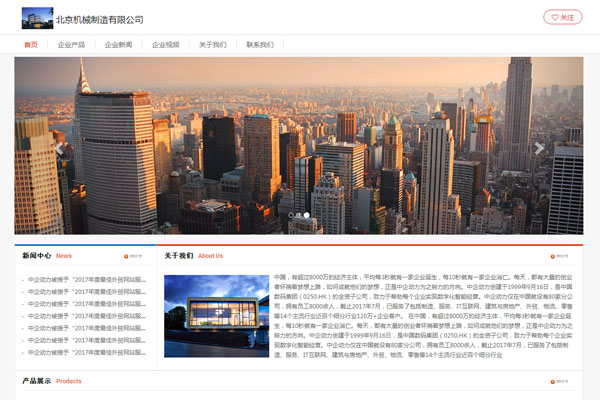 北京机械制造有限公司
关注
首页 企业产品 企业新闻 企业视频 关于我们 联系我们
新闻中心 News
中企动力被授予“2017年度最佳外贸网站服...
中企动力被授予“2017年度最佳外贸网站服...
中企动力被授予“2017年度最佳外贸网站服...
中企动力被授予“2017年度最佳外贸网站服...
中企动力被授予“2017年度最佳外贸网站服...
中企动力被授予“2017年度最佳外贸网站服...
中企动力被授予“2017年度最佳外贸网站服...
关于我们 About Us
中国，有超过8000万的经济主体，平均每3秒就有一家企业诞生，每10秒就有一家企业消亡。每天，都有大量的创业
者怀揣着梦想上路，如何成就他们的梦想，正是中企动力为之努力的方向。中企动力创建于1999年9月16日，是中国
数码集团（0250.HK）的全资子公司，致力于帮助每个企业实现数字化智能经营。中企动力仅在中国就设有80家分公
司，拥有员工8000余人，截止2017年7月，已服务了包括制造、服务、IT互联网、建筑与房地产、外贸、物流、零售
等14个主流行业近百个细分行业120万+企业客户。 在中国，有超过8000万的经济主体，平均每3秒就有一家企业诞
生，每10秒就有一家企业消亡。每天，都有大量的创业者怀揣着梦想上路，如何成就他们的梦想，正是中企动力为之
努力的方向。中企动力创建于1999年9月16日，是中国数码集团（0250.HK）的全资子公司，致力于帮助每个企业实
现数字化智能经营。中企动力仅在中国就设有80家分公司，拥有员工8000余人，截止2017年7月，已服务了包括制
造、服务、IT互联网、建筑与房地产、外贸、物流、零售等14个主流行业近百个细分行业
产品展示 Products